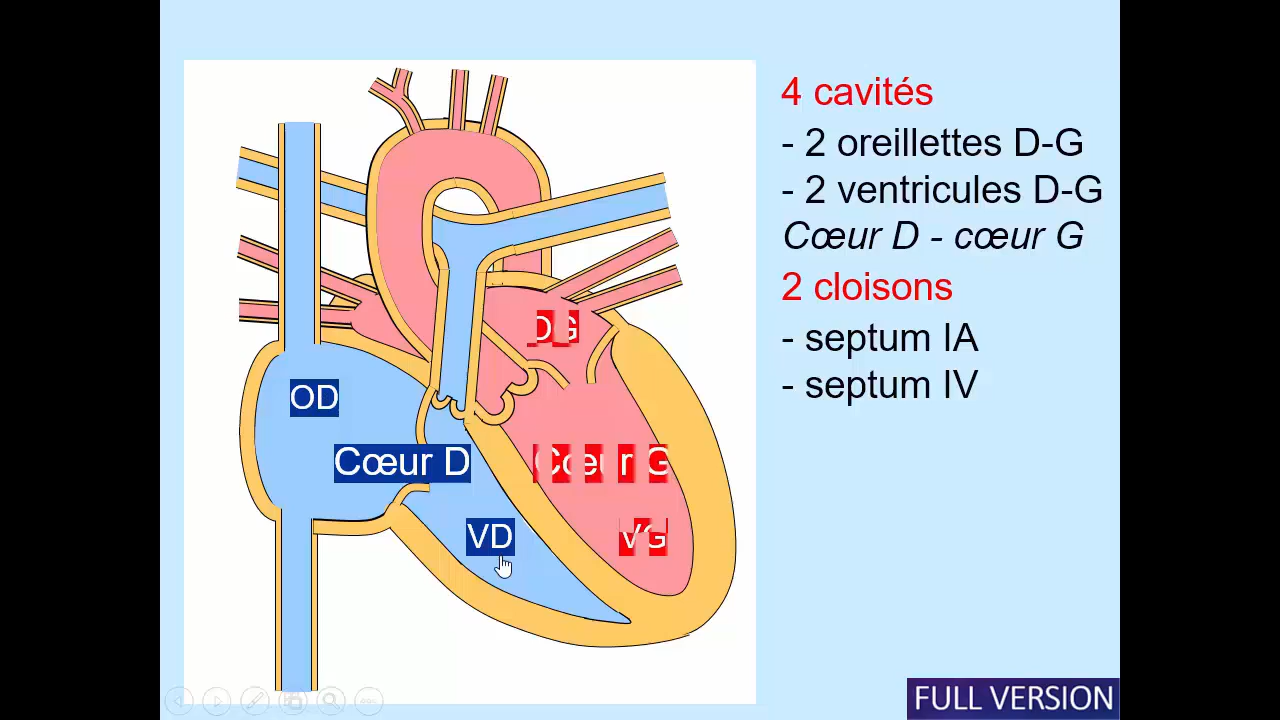 4 cavités
- 2 oreillettes D-G
- 2 ventricules D-G
Cœur D - cœur G
2 cloisons
- septum IA
- septum IV
OD
Cœur D
Cœur G
VD
VG
FULL VERSION